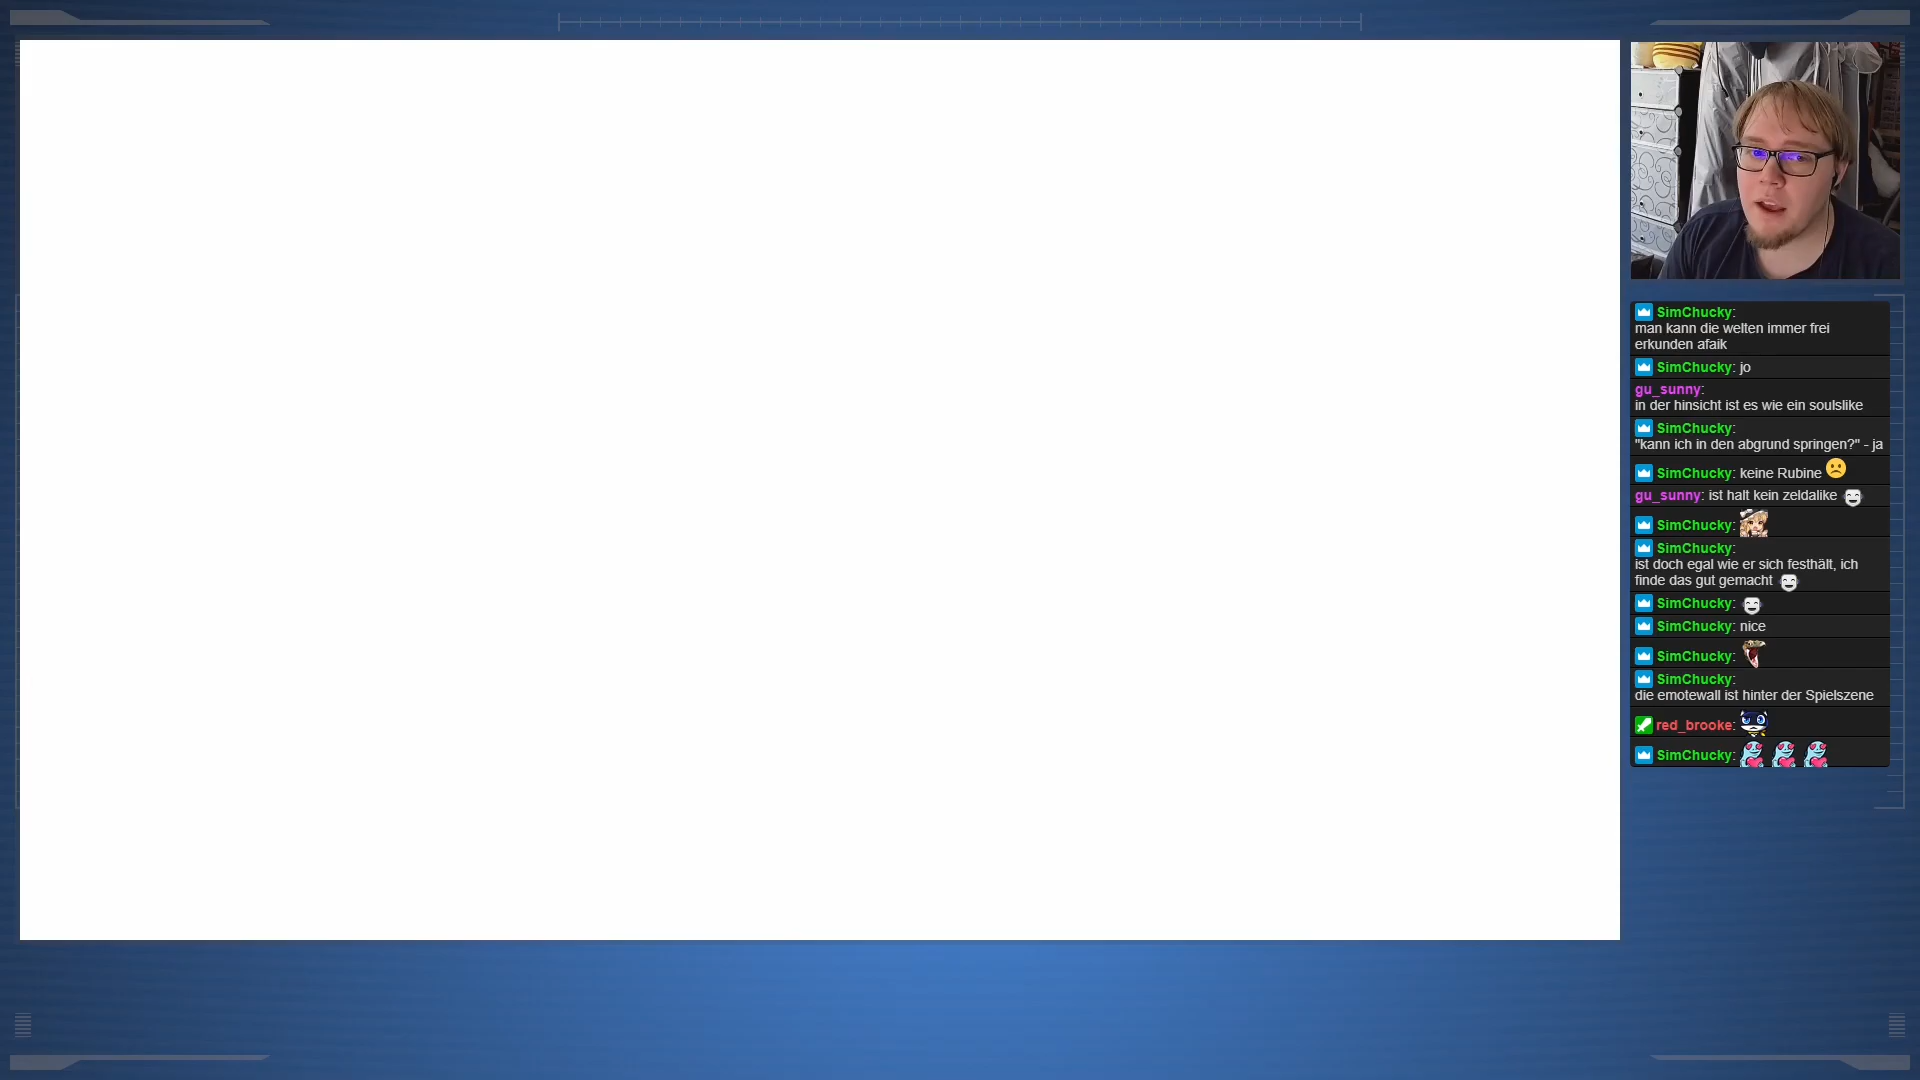 SimChucky:
man kann die welten immer frei
erkunden afaik
SimChucky: jo
gu_sunny:
in der hinsicht ist es wie ein soulslike
SimChucky:
"kann ich in den abgrund springen?" - ja
SimChucky: keine Rubine
gu_sunny: ist halt kein zeldalike
SimChucky:
SimChucky:
ist doch egal wie er sich festhält, ich
finde das gut gemacht
SimChucky:
SimChucky: nice
SimChucky:
SimChucky:
die emotewall ist hinter der Spielszene
red_brooke:
SimChucky: